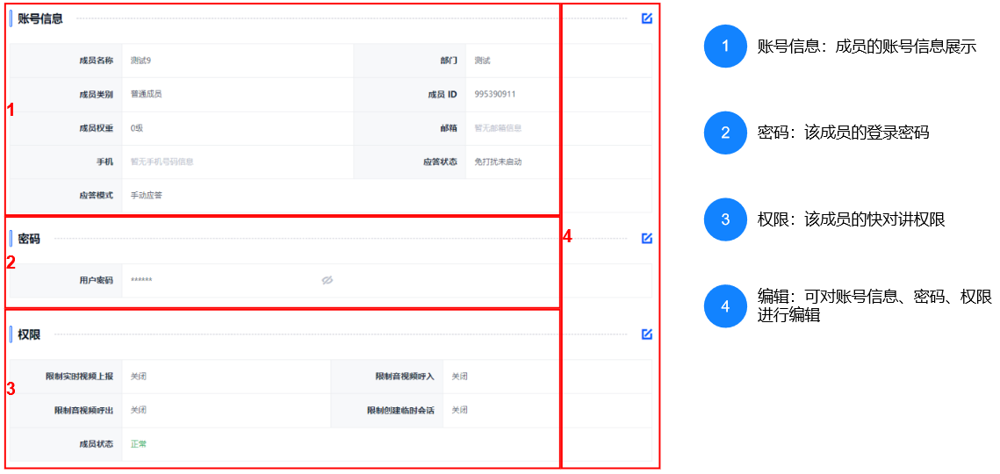 账号信息
成员名称 测试9 部门 测试
成员类别 普通成员 成员 ID 995390911
成员权重 0级 邮箱 暂无邮箱信息
手机 暂无手机号码信息 应答状态 免打扰未启动
应答模式 手动应答
1
密码
用户密码 ******
2
权限
限制实时视频上报 关闭 限制音视频呼入 关闭
限制音视频呼出 关闭 限制创建临时会话 关闭
成员状态 正常
3
4
1 账号信息：成员的账号信息展示
2 密码：该成员的登录密码
3 权限：该成员的快对讲权限
4 编辑：可对账号信息、密码、权限
进行编辑